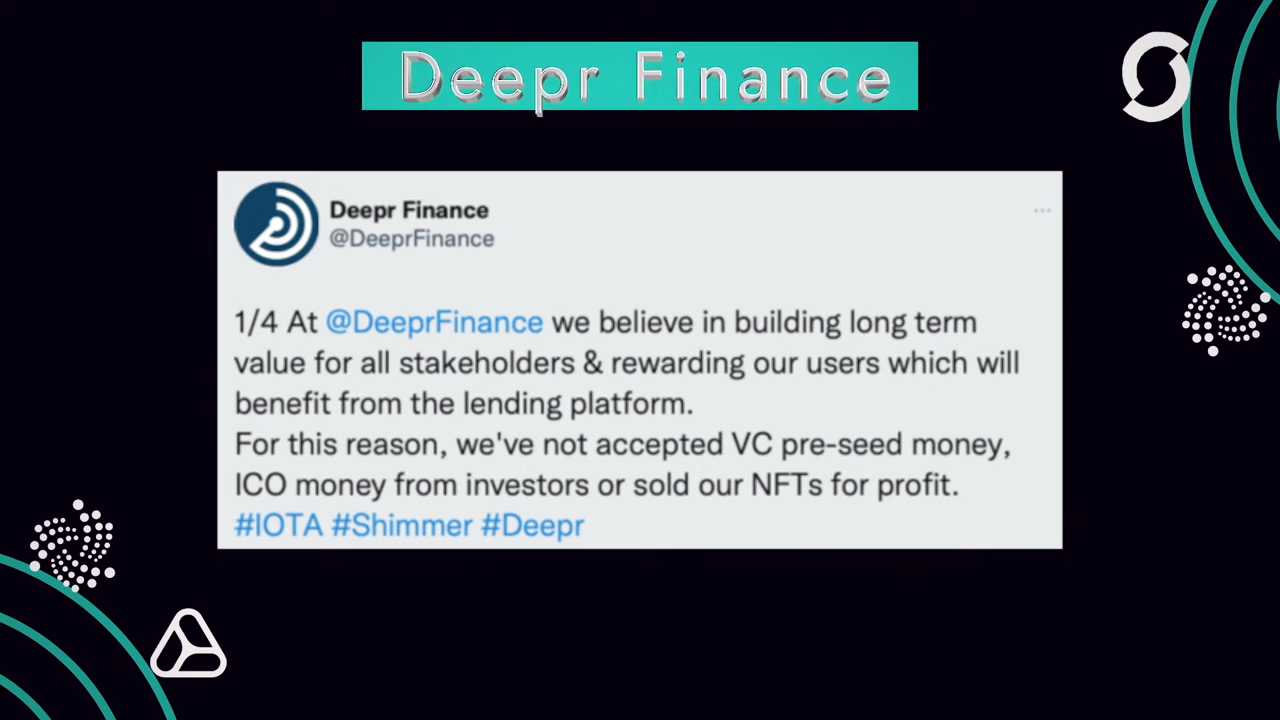 Deepr Finance
Deepr Finance
@DeeprFinance
1/4 At @DeeprFinance we believe in building long term
value for all stakeholders & rewarding our users which will
benefit from the lending platform.
For this reason, we've not accepted VC pre-seed money,
ICO money from investors or sold our NFTs for profit.
#IOTA #Shimmer #Deepr